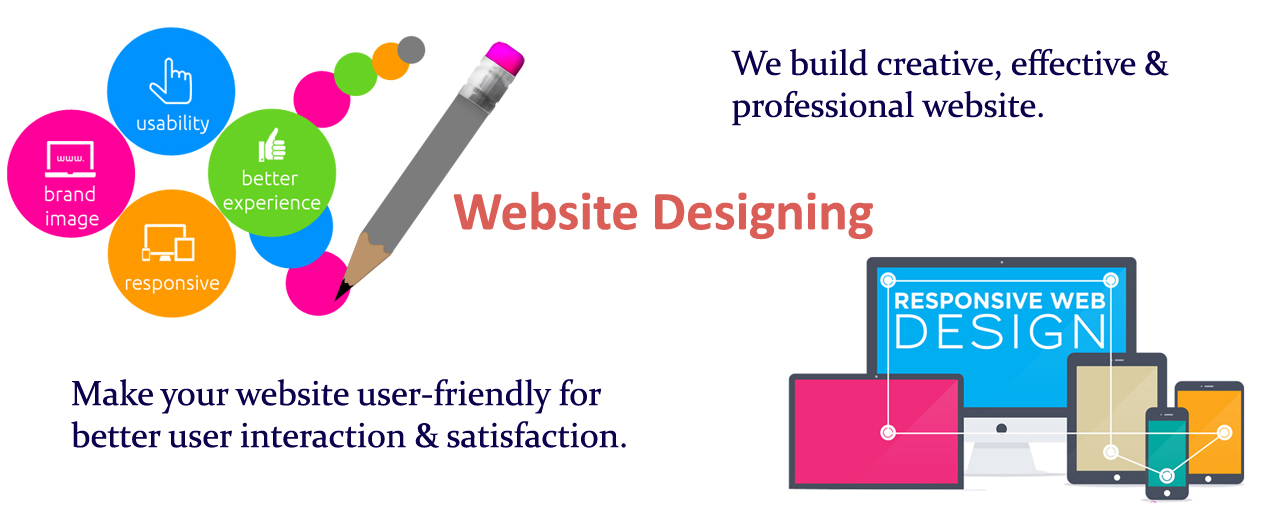 usability
www.
brand
image
better
experience
responsive
We build creative, effective &
professional website.
Website Designing
RESPONSIVE WEB
DESIGN
Make your website user-friendly for
better user interaction & satisfaction.